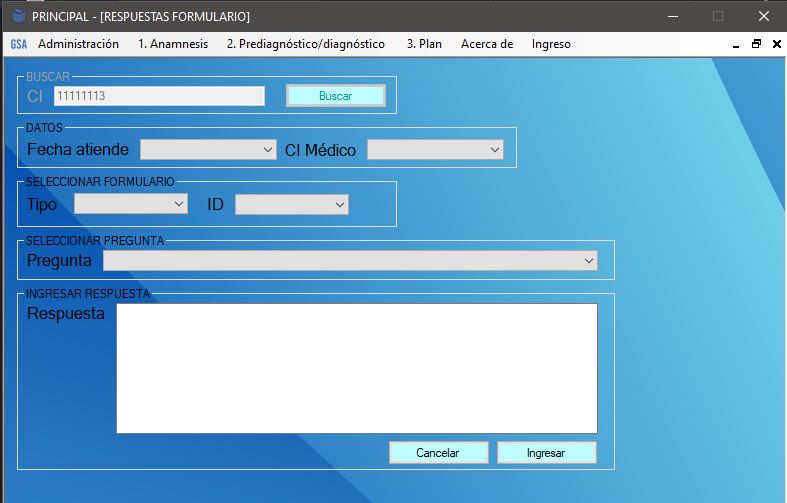 PRINCIPAL - [RESPUESTAS FORMULARIO]
GSA Administración 1. Anamnesis 2. Prediagnóstico/diagnóstico 3. Plan Acerca de Ingreso
BUSCAR
CI 11111113 Buscar
DATOS
Fecha atiende CI Médico
SELECCIONAR FORMULARIO
Tipo ID
SELECCIONAR PREGUNTA
Pregunta
INGRESAR RESPUESTA
Respuesta
Cancelar Ingresar